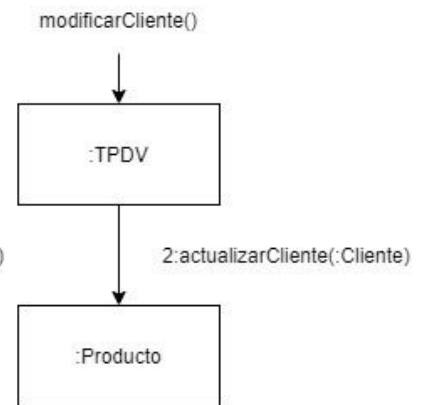 modificarCliente()
:TPDV
)
2:actualizarCliente(:Cliente)
:Producto